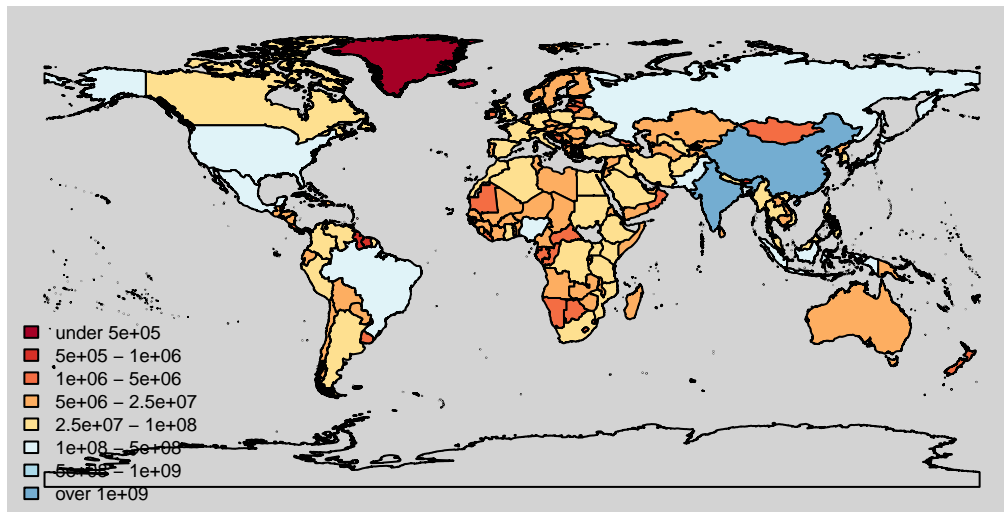 under 5e+05
5e+05 − 1e+06
1e+06 − 5e+06
5e+06 − 2.5e+07
2.5e+07 − 1e+08
1e+08 − 5e+08
5e+08 − 1e+09
over 1e+09